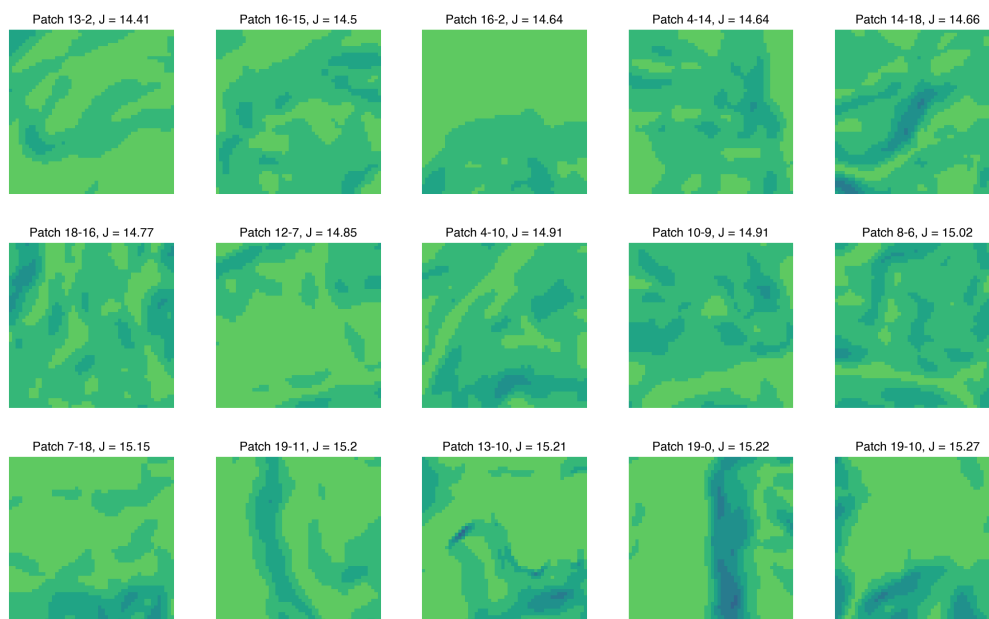 Patch 13-2, J = 14.41
Patch 16-15, J = 14.5
Patch 16-2, J = 14.64
Patch 4-14, J = 14.64
Patch 14-18, J = 14.66
Patch 18-16, J = 14.77
Patch 12-7, J = 14.85
Patch 4-10, J = 14.91
Patch 10-9, J = 14.91
Patch 8-6, J = 15.02
Patch 7-18, J = 15.15
Patch 19-11, J = 15.2
Patch 13-10, J = 15.21
Patch 19-0, J = 15.22
Patch 19-10, J = 15.27